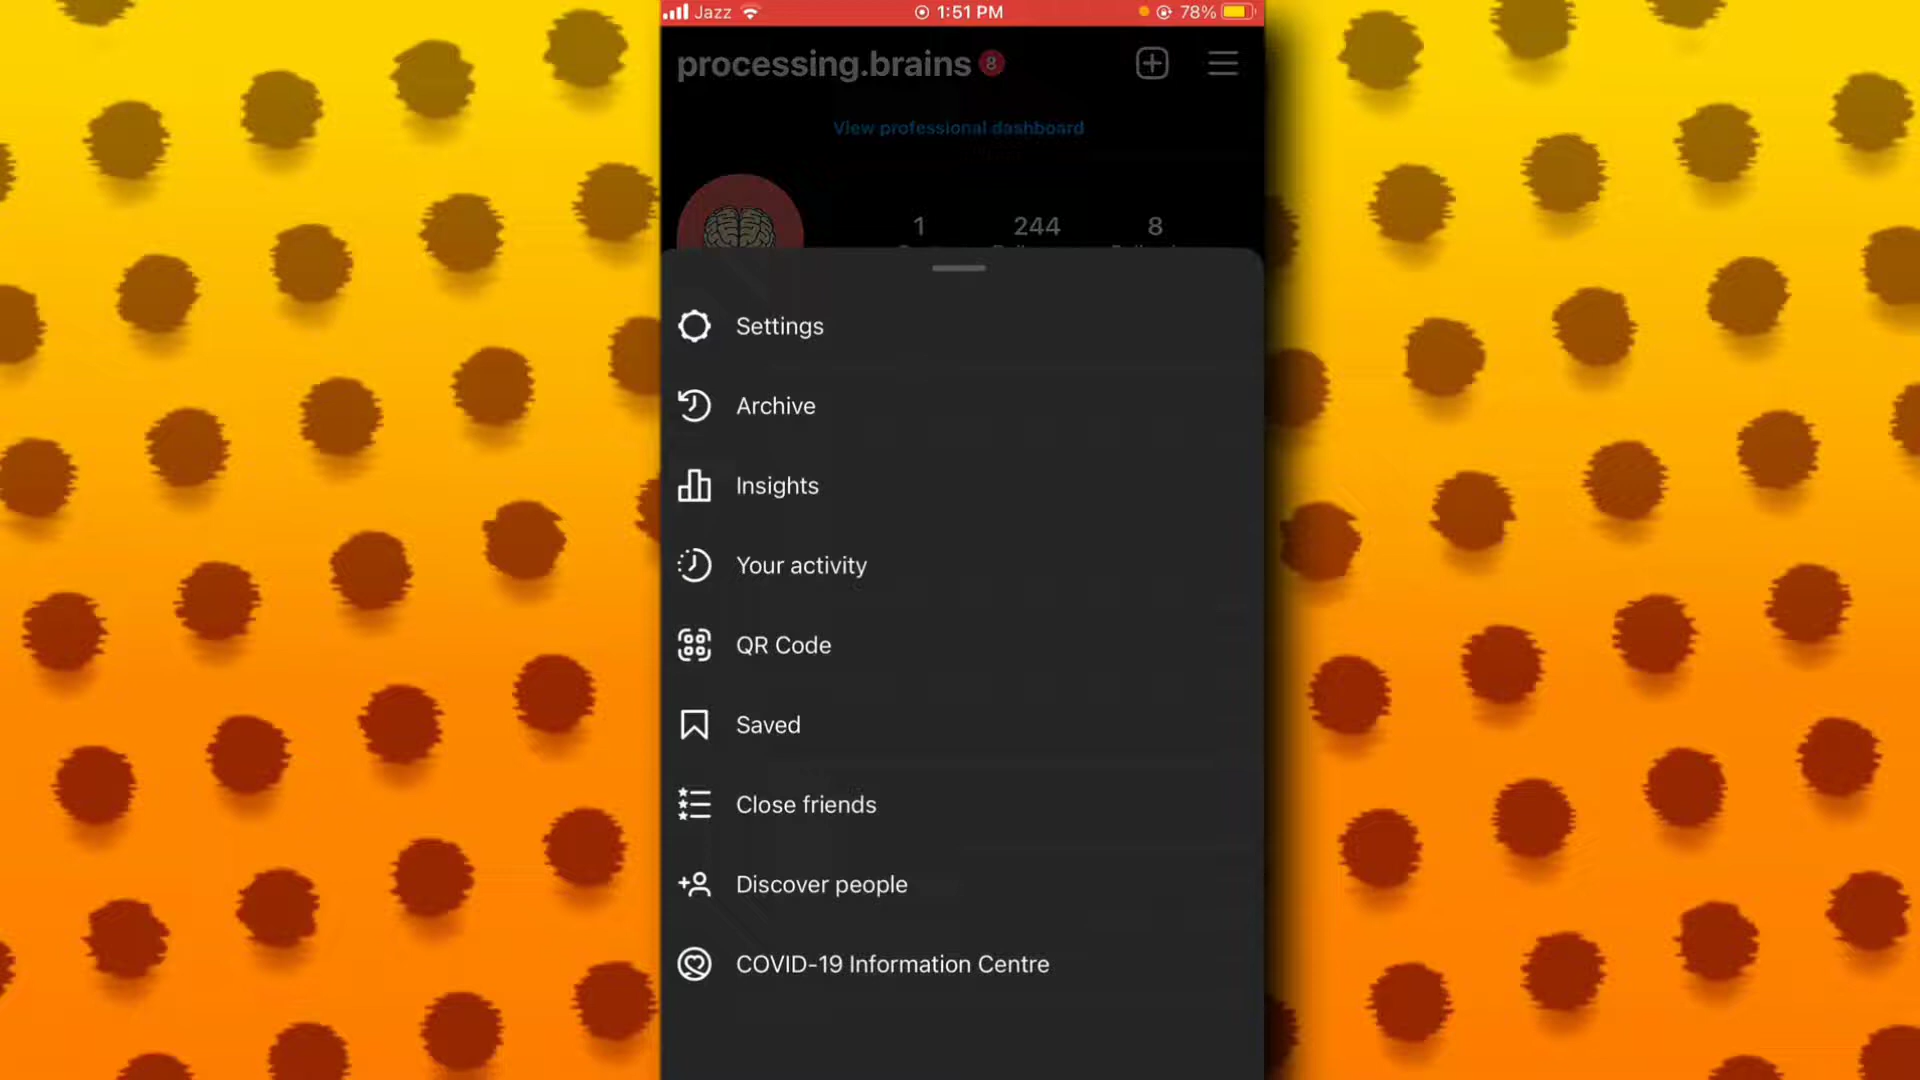 Jazz 1:51 PM 78%
processing.brains 8
View professional dashboard
1 244 8
Settings
Archive
Insights
Your activity
QR Code
Saved
Close friends
Discover people
COVID-19 Information Centre